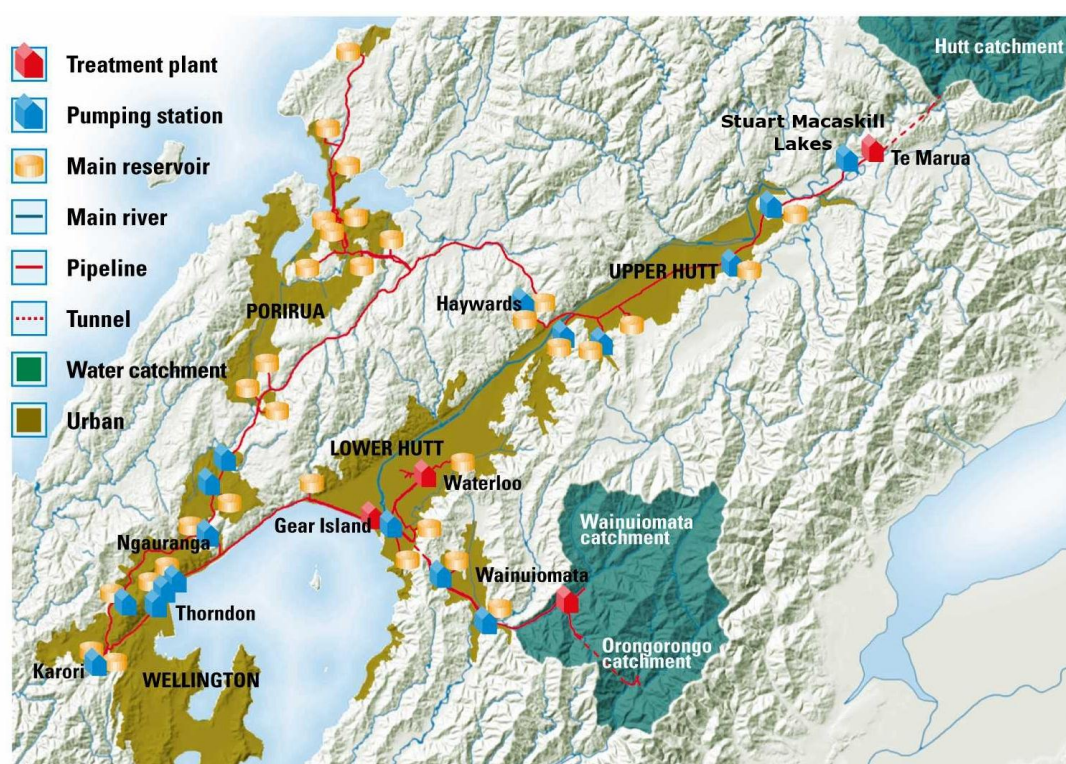 Treatment plant
Pumping station
Main reservoir
Main river
Pipeline
Tunnel
Water catchment
Urban
Hutt catchment
Stuart Macaskill
Lakes
Te Marua
UPPER HUTT
Haywards
PORIRUA
LOWER HUTT
Waterloo
Gear Island
Ngauranga
Thorndon
Karori
WELLINGTON
Wainuiomata
Wainuiomata
catchment
Orongorongo
catchment